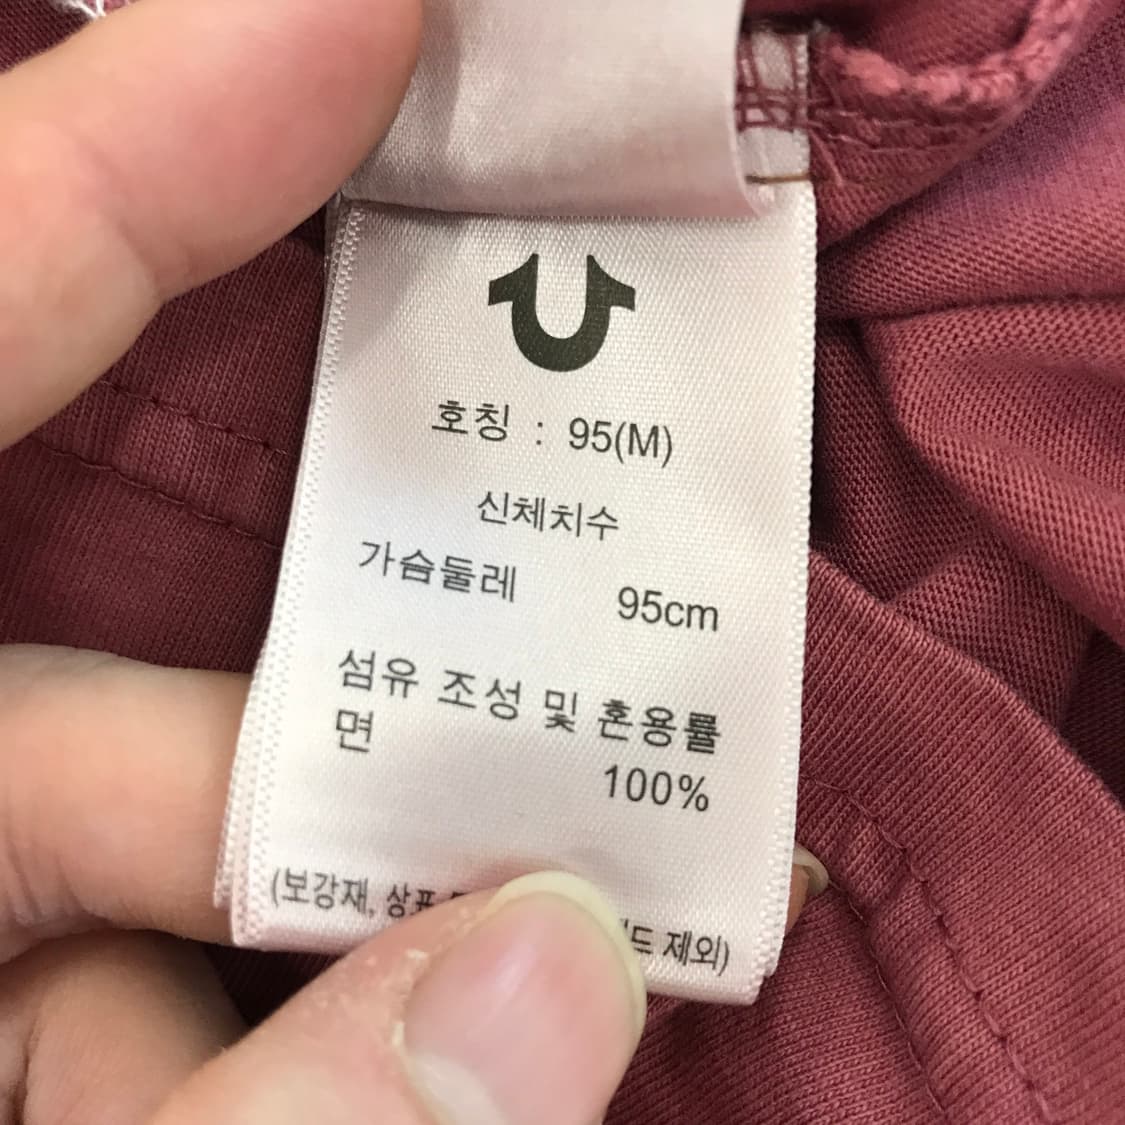 호칭 : 95(M)
신체치수
가슴둘레 95cm
섬유 조성 및 혼용률
면 100%
(보강재, 상표 제외)